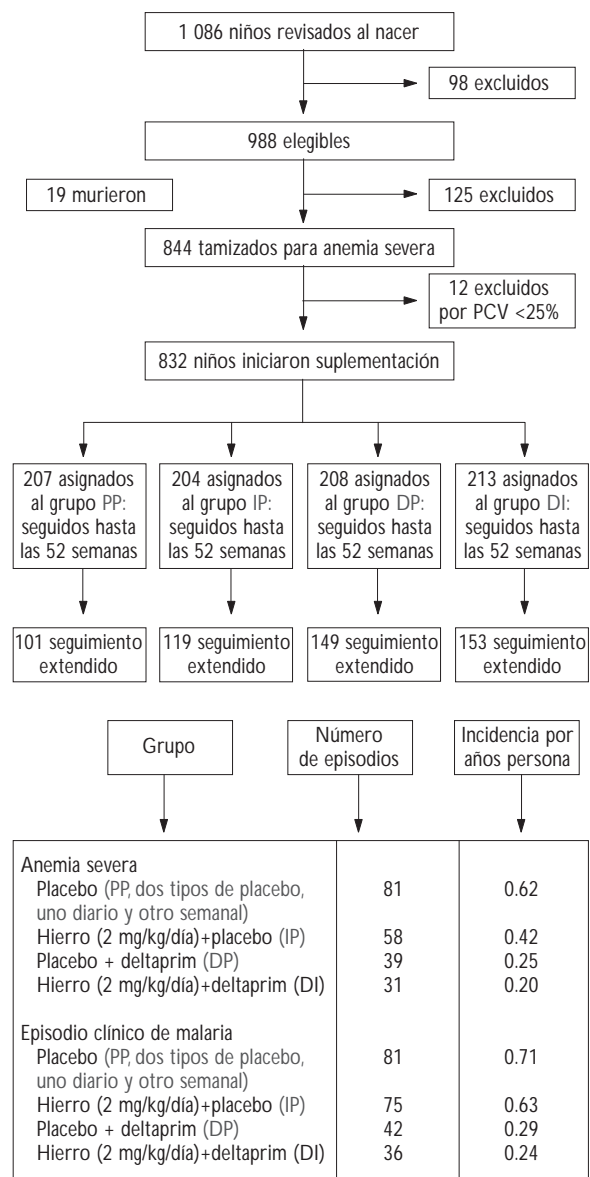 1 086 niños revisados al nacer
98 excluidos
988 elegibles
19 murieron
125 excluidos
844 tamizados para anemia severa
12 excluidos
por PCV <25%
832 niños iniciaron suplementación
207 asignados
al grupo PP:
seguidos hasta
las 52 semanas
204 asignados
al grupo IP:
seguidos hasta
las 52 semanas
208 asignados
al grupo DP:
seguidos hasta
las 52 semanas
213 asignados
al grupo DI:
seguidos hasta
las 52 semanas
101 seguimiento
extendido
119 seguimiento
extendido
149 seguimiento
extendido
153 seguimiento
extendido
Grupo
Número
de episodios
Incidencia por
años persona
Anemia severa
Placebo (PP, dos tipos de placebo, 81 0.62
uno diario y otro semanal)
Hierro (2 mg/kg/día)+placebo (IP) 58 0.42
Placebo + deltaprim (DP) 39 0.25
Hierro (2 mg/kg/día)+deltaprim (DI) 31 0.20
Episodio clínico de malaria
Placebo (PP, dos tipos de placebo, 81 0.71
uno diario y otro semanal)
Hierro (2 mg/kg/día)+placebo (IP) 75 0.63
Placebo + deltaprim (DP) 42 0.29
Hierro (2 mg/kg/día)+deltaprim (DI) 36 0.24